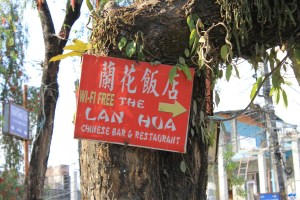 蘭花飯店
WI-FI FREE THE
LAN HUA
CHINESE BAR & RESTAURANT